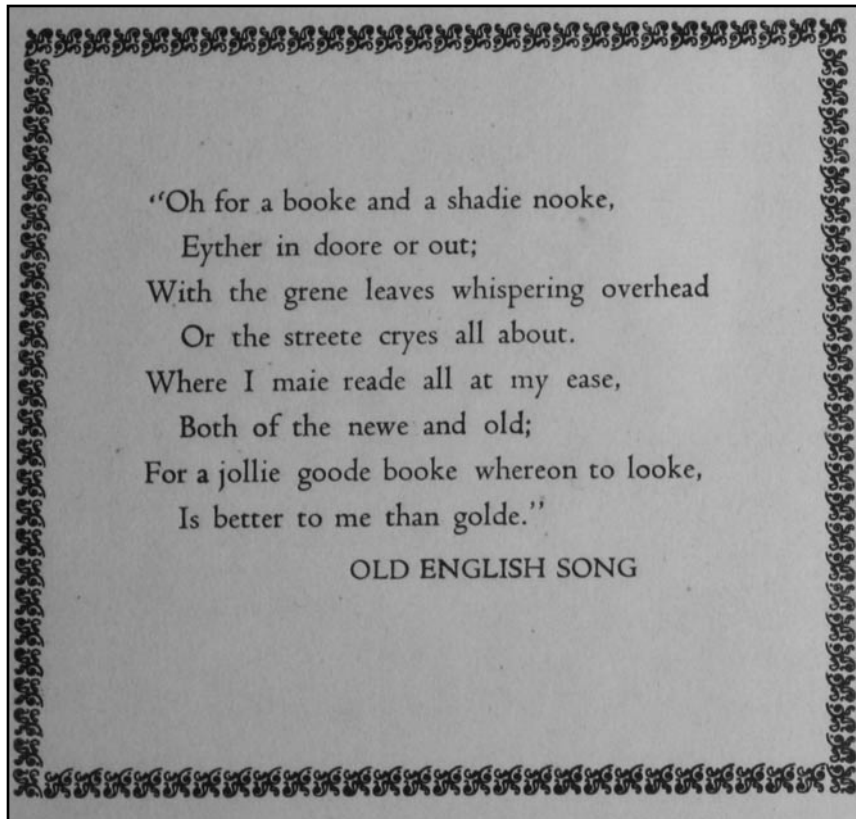 “Oh for a booke and a shadie nooke,
Eyther in doore or out;
With the grene leaves whispering overhead
Or the streete cryes all about.
Where I maie reade all at my ease,
Both of the newe and old;
For a jollie goode booke whereon to looke,
Is better to me than golde.”
OLD ENGLISH SONG